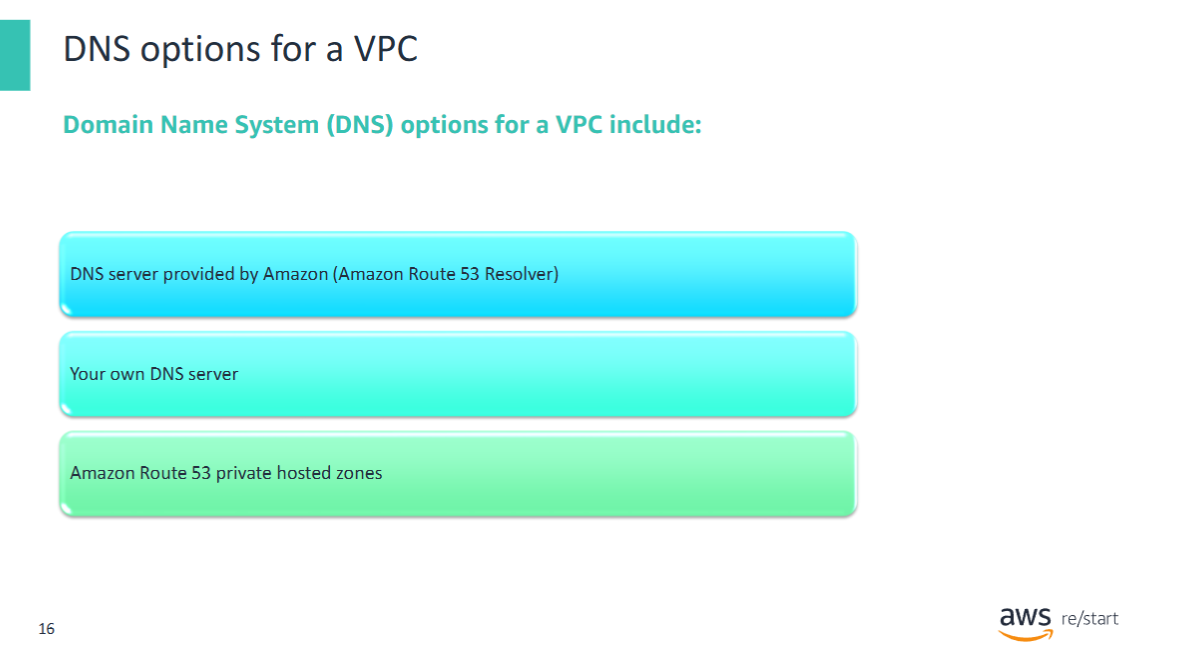 DNS options for a VPC
Domain Name System (DNS) options for a VPC include:
DNS server provided by Amazon (Amazon Route 53 Resolver)
Your own DNS server
Amazon Route 53 private hosted zones
16
aws re/start